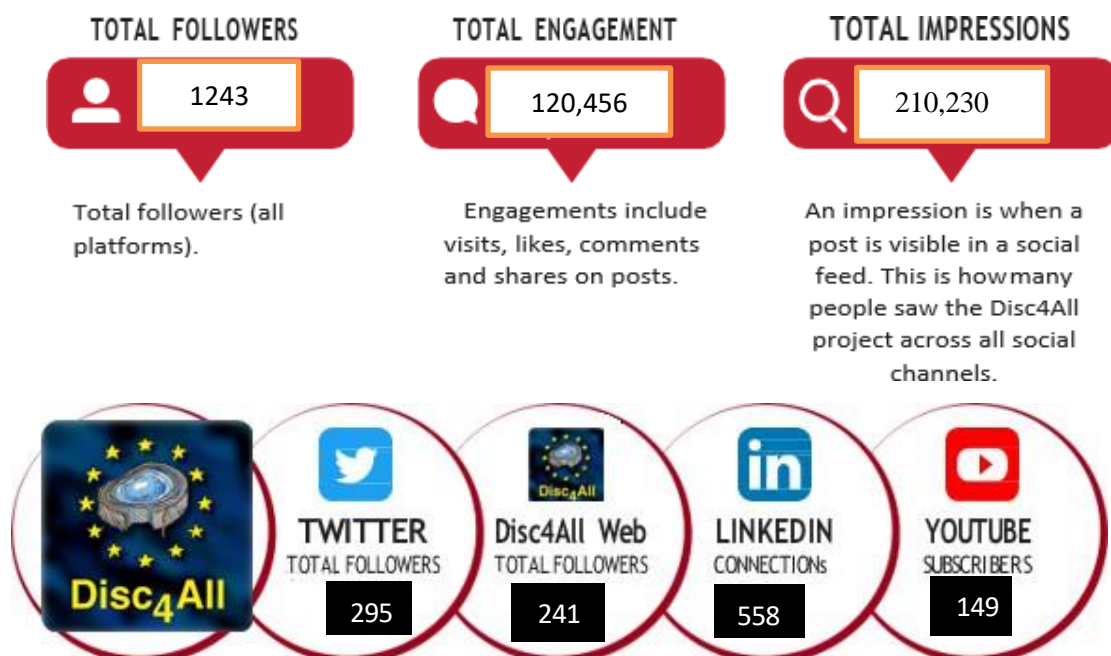 TOTAL FOLLOWERS
1243
Total followers (all
platforms).
TOTAL ENGAGEMENT
120,456
Engagements include
visits, likes, comments
and shares on posts.
TOTAL IMPRESSIONS
210,230
An impression is when a
post is visible in a social
feed. This is howmany
people saw the Disc4All
project across all social
channels.
Disc4All
TWITTER
TOTAL FOLLOWERS
295
Disc4All
Disc4All Web
TOTAL FOLLOWERS
241
in
LINKEDIN
CONNECTIONs
558
YOUTUBE
SUBSCRIBERS
149